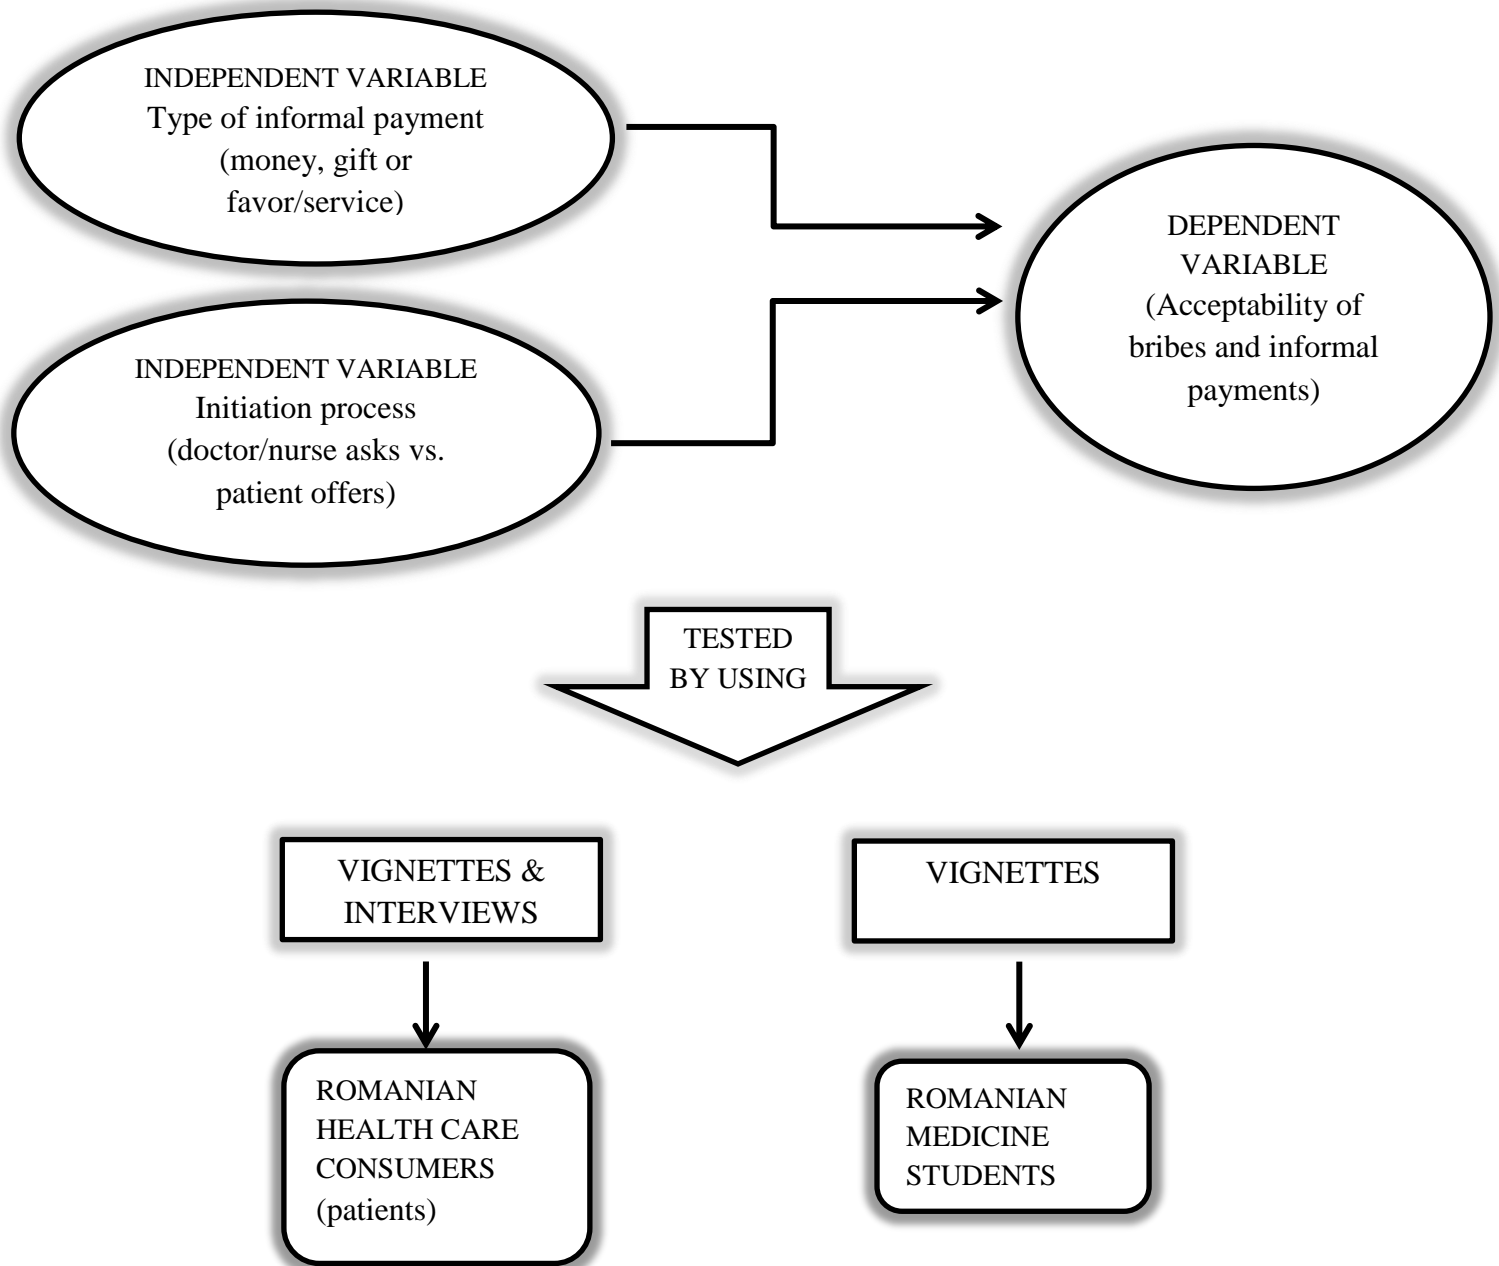 INDEPENDENT VARIABLE
Type of informal payment
(money, gift or
favor/service)
INDEPENDENT VARIABLE
Initiation process
(doctor/nurse asks vs.
patient offers)
DEPENDENT
VARIABLE
(Acceptability of
bribes and informal
payments)
TESTED
BY USING
VIGNETTES &
INTERVIEWS
VIGNETTES
ROMANIAN
HEALTH CARE
CONSUMERS
(patients)
ROMANIAN
MEDICINE
STUDENTS